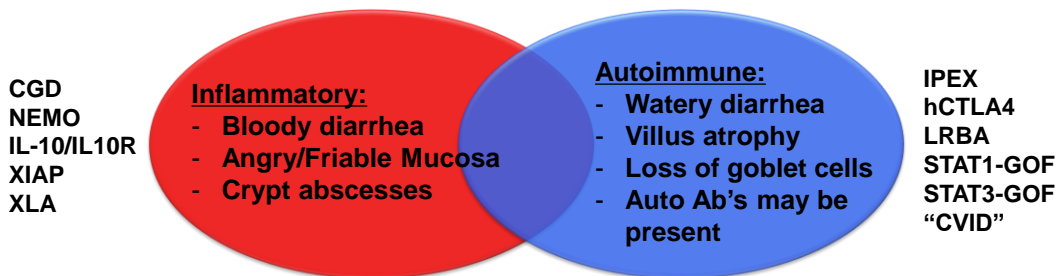 CGD
NEMO
IL-10/IL10R
XIAP
XLA
Inflammatory:
- Bloody diarrhea
- Angry/Friable Mucosa
- Crypt abscesses
Autoimmune:
- Watery diarrhea
- Villus atrophy
- Loss of goblet cells
- Auto Ab’s may be
present
IPEX
hCTLA4
LRBA
STAT1-GOF
STAT3-GOF
“CVID”